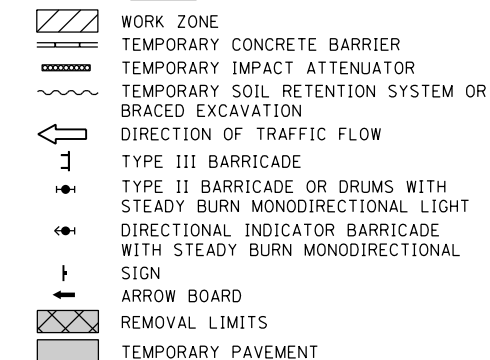 WORK ZONE
TEMPORARY CONCRETE BARRIER
TEMPORARY IMPACT ATTENUATOR
TEMPORARY SOIL RETENTION SYSTEM OR
BRACED EXCAVATION
DIRECTION OF TRAFFIC FLOW
TYPE III BARRICADE
TYPE II BARRICADE OR DRUMS WITH
STEADY BURN MONODIRECTIONAL LIGHT
DIRECTIONAL INDICATOR BARRICADE
WITH STEADY BURN MONODIRECTIONAL
SIGN
ARROW BOARD
REMOVAL LIMITS
TEMPORARY PAVEMENT